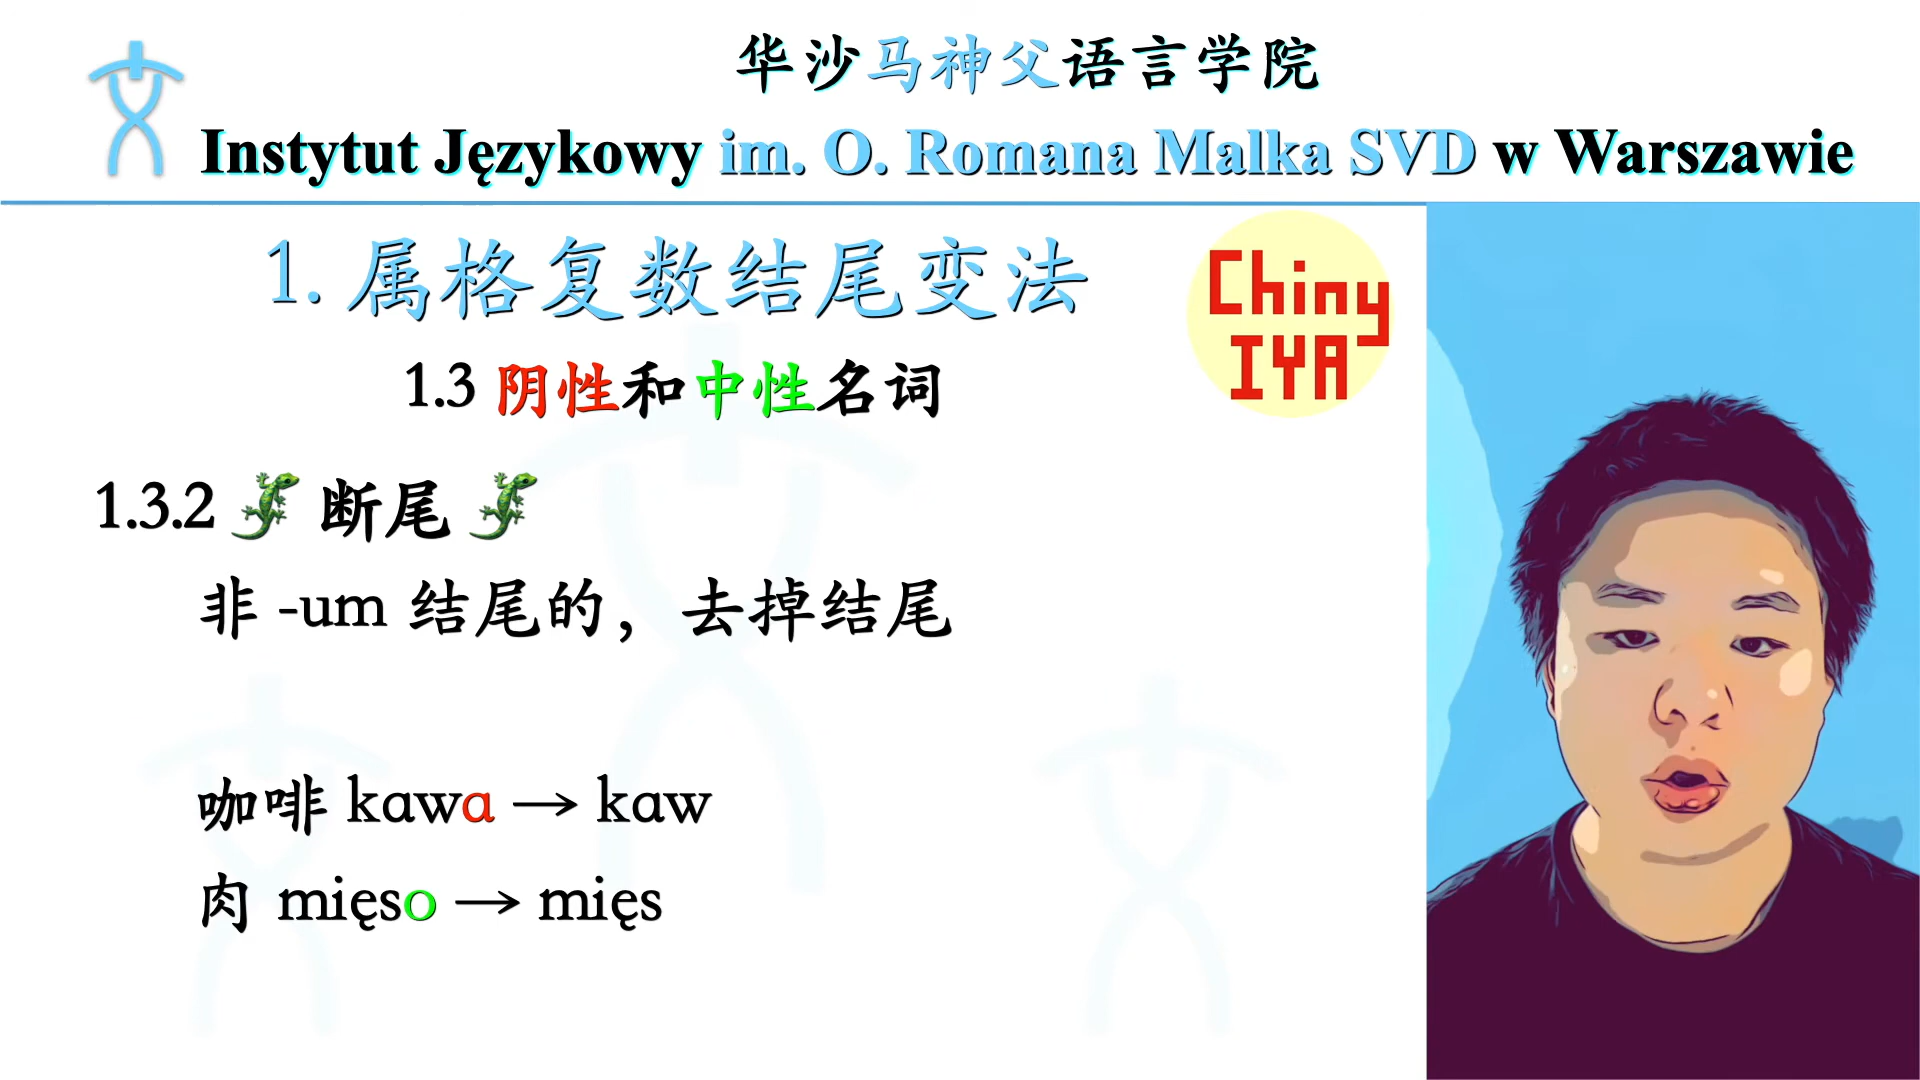 华沙马神父语言学院
Instytut Językowy im. O. Romana Malka SVD w Warszawie
1. 属格复数结尾变法
Chiny
IYA
1.3 阴性和中性名词
1.3.2 断尾
非 -um 结尾的，去掉结尾
咖啡 kawa → kaw
肉 mięso → mięs